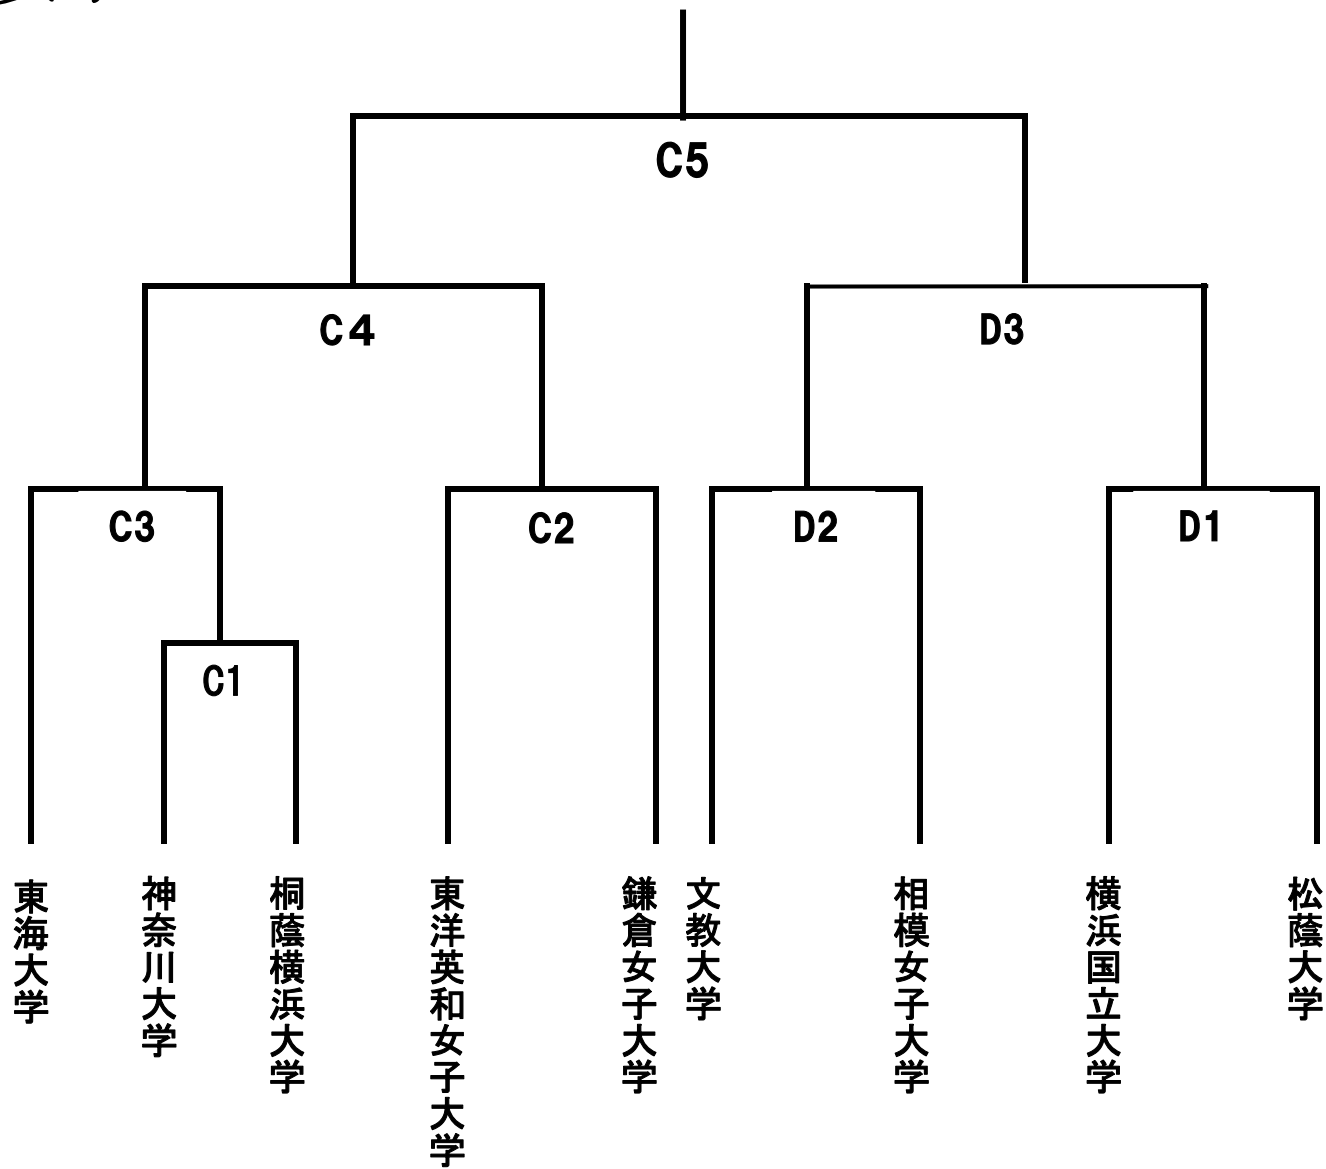 C5
C4
D3
C3
C2
D2
D1
C1
東海大学
神奈川大学
桐蔭横浜大学
東洋英和女子大学
鎌倉女子大学
文教大学
相模女子大学
横浜国立大学
松蔭大学